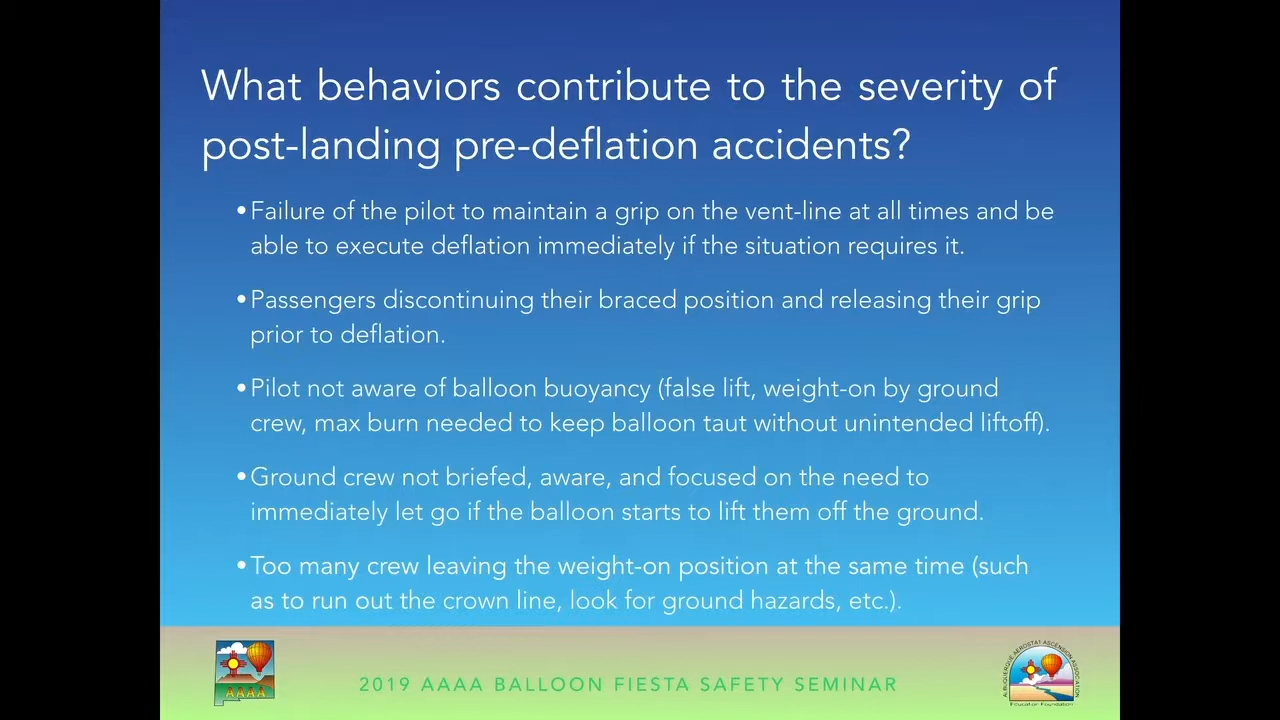 What behaviors contribute to the severity of
post-landing pre-deflation accidents?
•Failure of the pilot to maintain a grip on the vent-line at all times and be
able to execute deflation immediately if the situation requires it.
•Passengers discontinuing their braced position and releasing their grip
prior to deflation.
•Pilot not aware of balloon buoyancy (false lift, weight-on by ground
crew, max burn needed to keep balloon taut without unintended liftoff).
•Ground crew not briefed, aware, and focused on the need to
immediately let go if the balloon starts to lift them off the ground.
•Too many crew leaving the weight-on position at the same time (such
as to run out the crown line, look for ground hazards, etc.).
AAAA
2019 AAAA BALLOON FIESTA SAFETY SEMINAR
ALBUQUERQUE AEROSTAT ASCENSION ASSOCIATION
Education Foundation